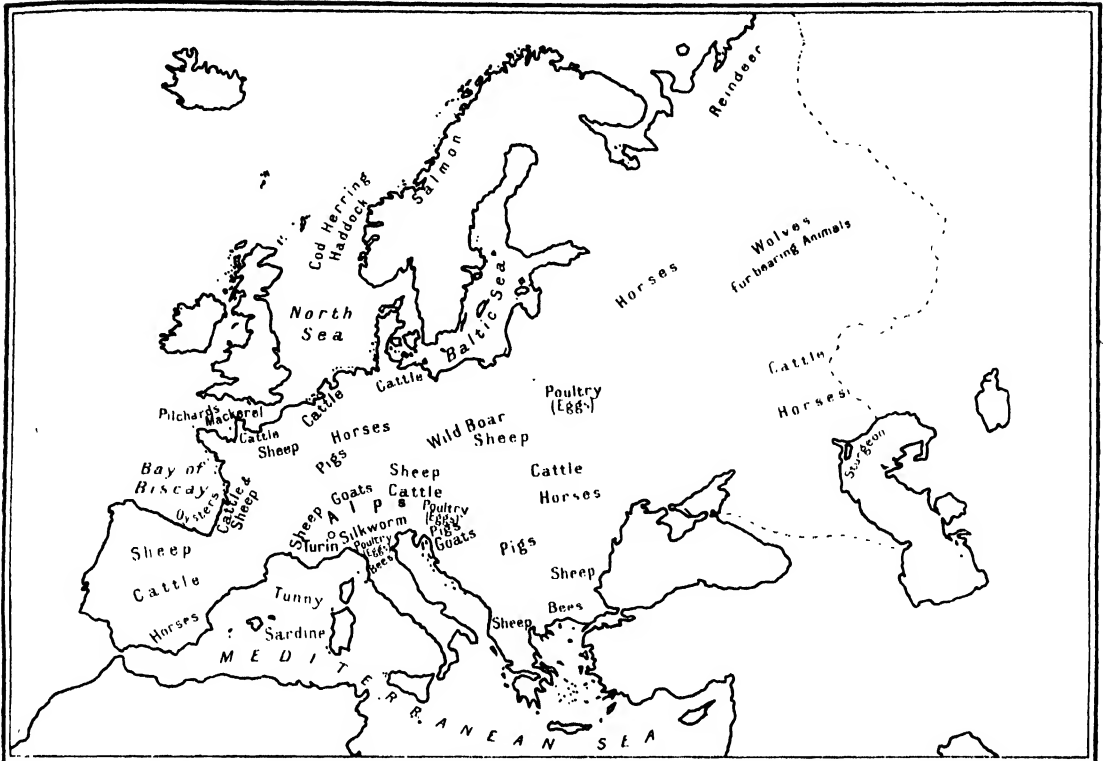 Reindeer
Salmon
Cod Herring
Haddock
Wolves
fur bearing Animals
Horses
North
Sea
Baltic Sea
Cattle
Horses
Cattle
Cattle
Poultry
(Eggs)
Pilchards
Mackerel
Cattle
Sheep
Horses
Pigs
Wild Boar
Sheep
Sturgeon
Bay of
Biscay
Oysters
Cattle &
Sheep
Sheep
Cattle
Goats
Alps
Sheep
Cattle
Horses
Poultry
(Eggs)
Pigs
Goats
Silkworm
Turin
Poultry
(Eggs)
Bees
Pigs
Sheep
Cattle
Horses
Tunny
Sardine
Sheep
Bees
Sheep
MEDITERRANEAN SEA